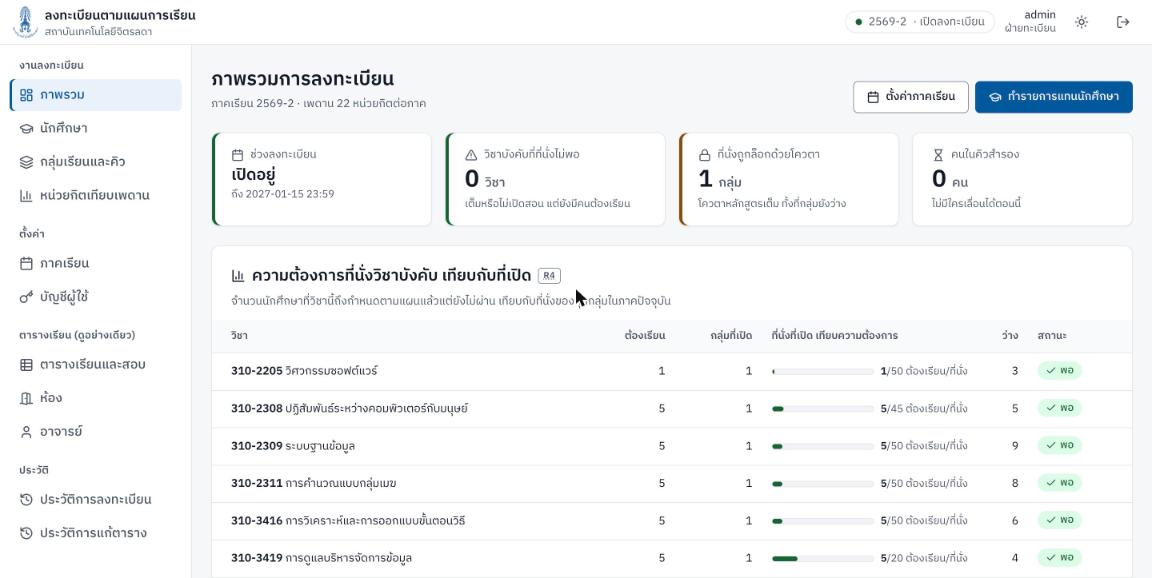 ลงทะเบียนตามแผนการเรียน
สถาบันเทคโนโลยีจิตรลดา
2569-2 · เปิดลงทะเบียน
admin
ฝ่ายทะเบียน
งานลงทะเบียน
ภาพรวม
นักศึกษา
กลุ่มเรียนและคิว
หน่วยกิตเทียบเพดาน
ตั้งค่า
ภาคเรียน
บัญชีผู้ใช้
ตารางเรียน (ดูอย่างเดียว)
ตารางเรียนและสอบ
ห้อง
อาจารย์
ประวัติ
ประวัติการลงทะเบียน
ประวัติการแก้ตาราง
ภาพรวมการลงทะเบียน
ภาคเรียน 2569-2 · เพดาน 22 หน่วยกิตต่อภาค
ตั้งค่าภาคเรียน
ทำรายการแทนนักศึกษา
ช่วงลงทะเบียน
เปิดอยู่
ถึง 2027-01-15 23:59
วิชาบังคับที่ที่นั่งไม่พอ
0 วิชา
เต็มหรือไม่เปิดสอน แต่ยังมีคนต้องเรียน
ที่นั่งถูกล็อกด้วยโควตา
1 กลุ่ม
โควตาหลักสูตรเต็ม ทั้งที่กลุ่มยังว่าง
คนในคิวสำรอง
0 คน
ไม่มีใครเลื่อนได้ตอนนี้
ความต้องการที่นั่งวิชาบังคับ เทียบกับที่เปิด R4
จำนวนนักศึกษาที่วิชานี้ถึงกำหนดตามแผนแล้วแต่ยังไม่ผ่าน เทียบกับที่นั่งของ กลุ่มในภาคปัจจุบัน
วิชา ต้องเรียน กลุ่มที่เปิด ที่นั่งที่เปิด เทียบความต้องการ ว่าง สถานะ
310-2205 วิศวกรรมซอฟต์แวร์ 1 1 1/50 ต้องเรียน/ที่นั่ง 3 พอ
310-2308 ปฏิสัมพันธ์ระหว่างคอมพิวเตอร์กับมนุษย์ 5 1 5/45 ต้องเรียน/ที่นั่ง 5 พอ
310-2309 ระบบฐานข้อมูล 5 1 5/50 ต้องเรียน/ที่นั่ง 9 พอ
310-2311 การคำนวณแบบกลุ่มเมฆ 5 1 5/50 ต้องเรียน/ที่นั่ง 8 พอ
310-3416 การวิเคราะห์และการออกแบบขั้นตอนวิธี 5 1 5/50 ต้องเรียน/ที่นั่ง 6 พอ
310-3419 การดูแลบริหารจัดการข้อมูล 5 1 5/20 ต้องเรียน/ที่นั่ง 4 พอ